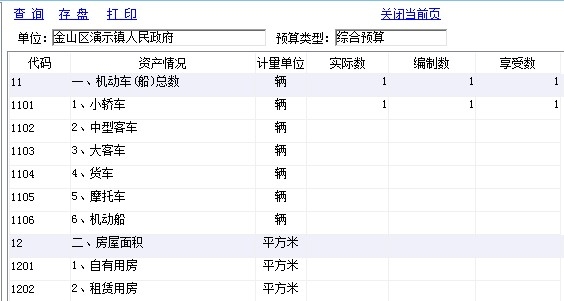 查 询 存 盘 打 印 关闭当前页
单位: 金山区演示镇人民政府 预算类型: 综合预算
代码 资产情况 计量单位 实际数 编制数 享受数
11 一、机动车(船)总数 辆 1 1 1
1101 1、小轿车 辆 1 1 1
1102 2、中型客车 辆
1103 3、大客车 辆
1104 4、货车 辆
1105 5、摩托车 辆
1106 6、机动船 辆
12 二、房屋面积 平方米
1201 1、自有用房 平方米
1202 2、租赁用房 平方米